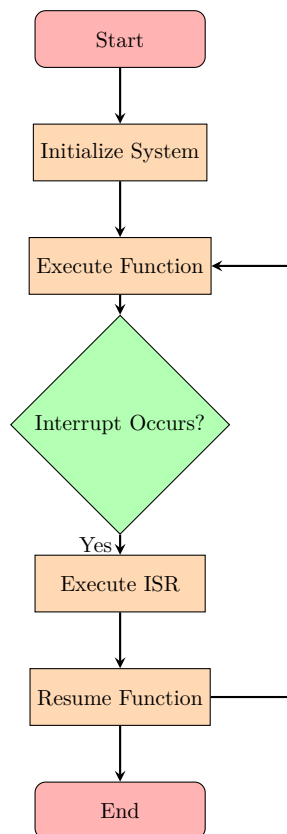 Start
Initialize System
Execute Function
Interrupt Occurs?
Yes
Execute ISR
Resume Function
End